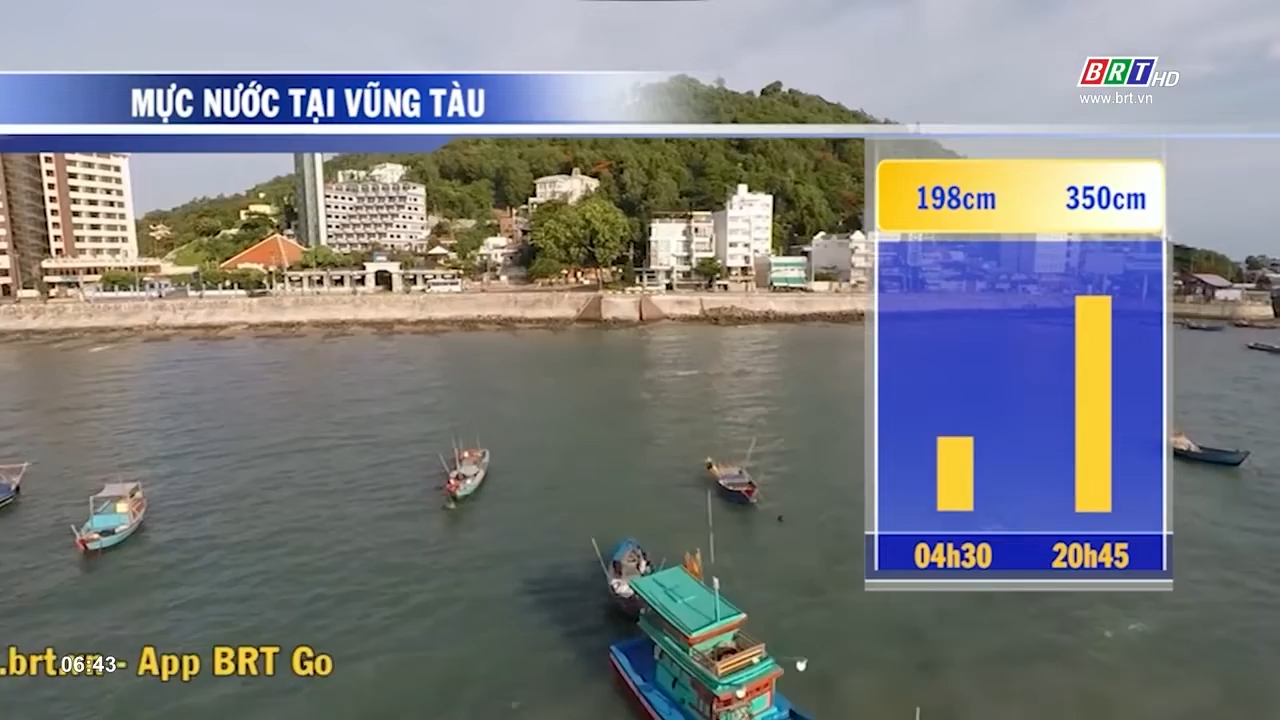 BRT HD
www.brt.vn
MỰC NƯỚC TẠI VŨNG TÀU
198cm 350cm
04h30 20h45
06:43
- App BRT Go